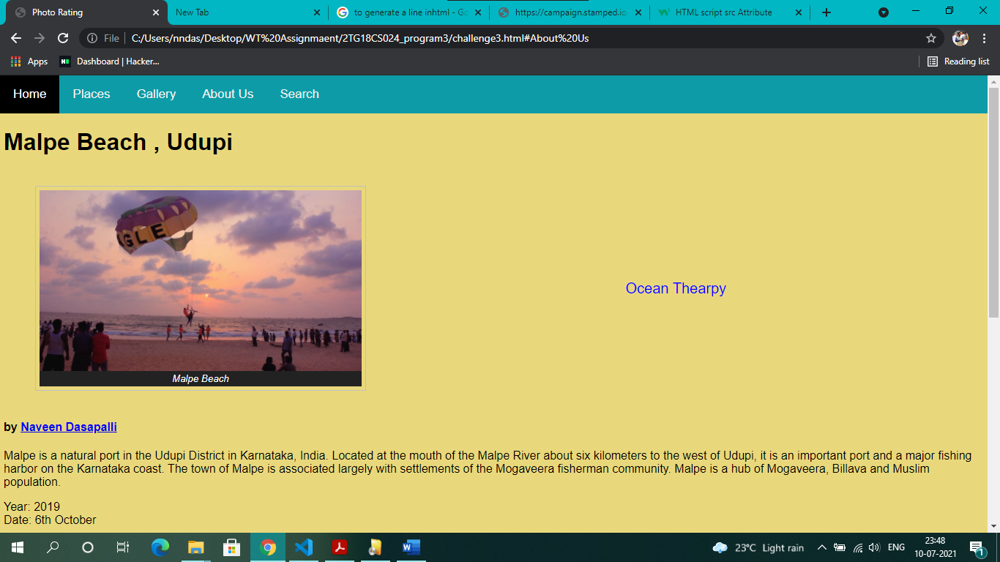 Photo Rating
New Tab
to generate a line inhtml - Go
https://campaign.stamped.io
HTML script src Attribute
File
C:/Users/nndas/Desktop/WT%20Assignmaent/2TG18CS024_program3/challenge3.html#About%20Us
Apps
Dashboard | Hacker...
Reading list
Home
Places
Gallery
About Us
Search
Malpe Beach , Udupi
GLE
Malpe Beach
Ocean Thearpy
by Naveen Dasapalli
Malpe is a natural port in the Udupi District in Karnataka, India. Located at the mouth of the Malpe River about six kilometers to the west of Udupi, it is an important port and a major fishing
harbor on the Karnataka coast. The town of Malpe is associated largely with settlements of the Mogaveera fisherman community. Malpe is a hub of Mogaveera, Billava and Muslim
population.
Year: 2019
Date: 6th October
23°C Light rain
ENG
23:48
10-07-2021
1